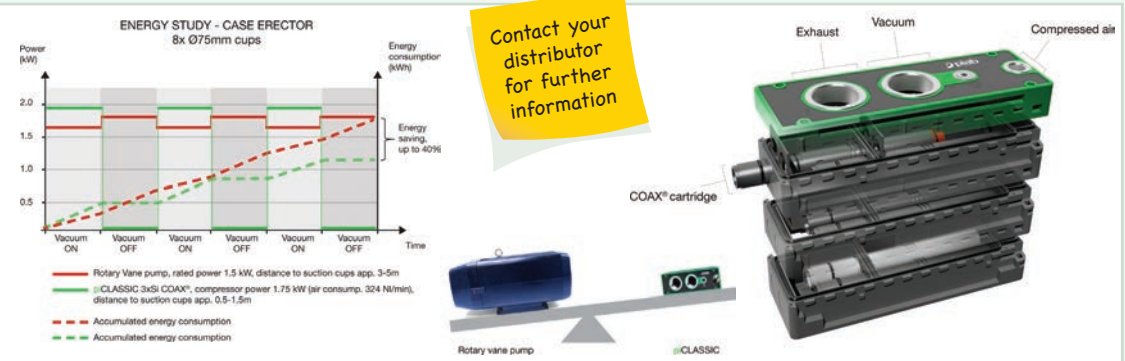 ENERGY STUDY - CASE ERECTOR
8x Ø75mm cups
Power
(kW)
Energy
consumption
(kWh)
2.0
1.5
1.0
0.5
Energy
saving,
up to 40%
Vacuum
ON
Vacuum
OFF
Vacuum
ON
Vacuum
OFF
Vacuum
ON
Vacuum
OFF
Time
Rotary Vane pump, rated power 1.5 kW, distance to suction cups app. 3-5m
CLASSIC 3xSi COAX®, compressor power 1.75 kW (air consump. 324 Nl/min),
distance to suction cups app. 0.5-1.5m
Accumulated energy consumption
Accumulated energy consumption
Contact your
distributor
for further
information
Rotary vane pump
CLASSIC
Exhaust
Vacuum
Compressed air
piab
COAX® cartridge